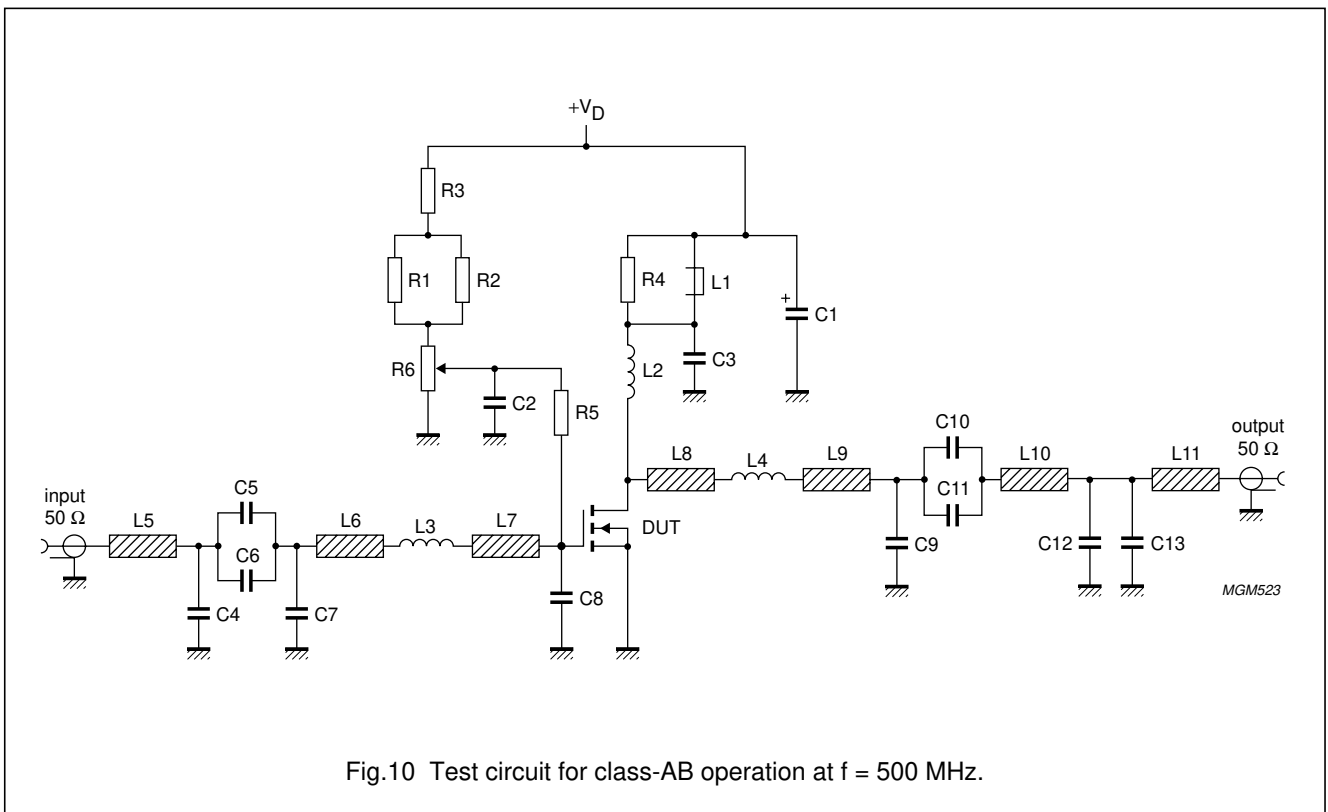 +VD
R3
R1
R2
R4
L1
C1
R6
C2
R5
L2
C3
input
50 Ω
L5
C5
C6
L6
L3
L7
C4
C7
C8
DUT
L8
L4
L9
C10
C11
L10
L11
output
50 Ω
C9
C12
C13
MGM523
Fig.10 Test circuit for class-AB operation at f = 500 MHz.